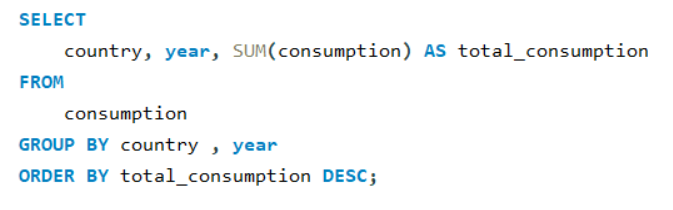 SELECT
    country, year, SUM(consumption) AS total_consumption
FROM
    consumption
GROUP BY country , year
ORDER BY total_consumption DESC;